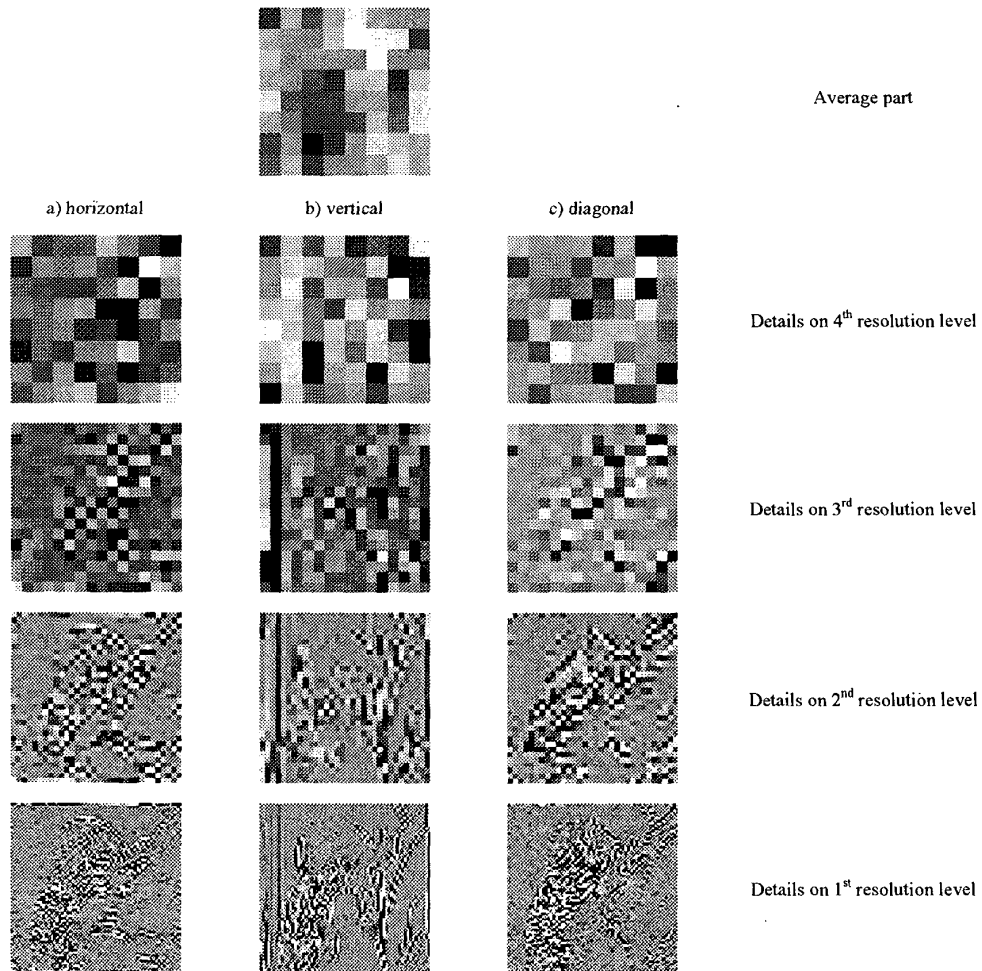 Average part
a) horizontal
b) vertical
c) diagonal
Details on 4th resolution level
Details on 3rd resolution level
Details on 2nd resolution level
Details on 1st resolution level